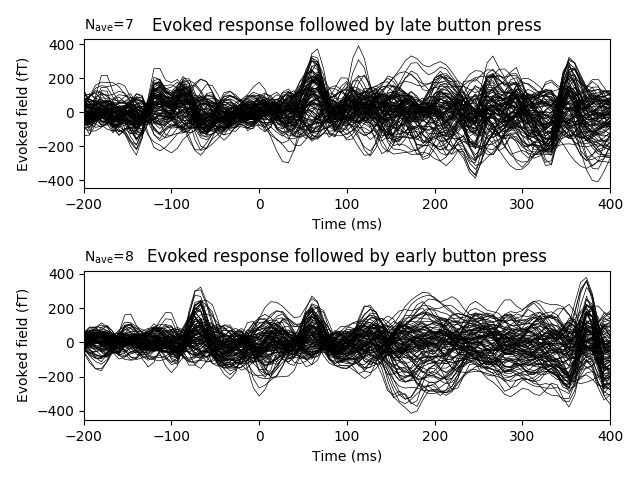 Nave=7 Evoked response followed by late button press
Evoked field (fT)
400
200
0
−200
−400
−200 −100 0 100 200 300 400
Time (ms)
Nave=8 Evoked response followed by early button press
Evoked field (fT)
400
200
0
−200
−400
−200 −100 0 100 200 300 400
Time (ms)